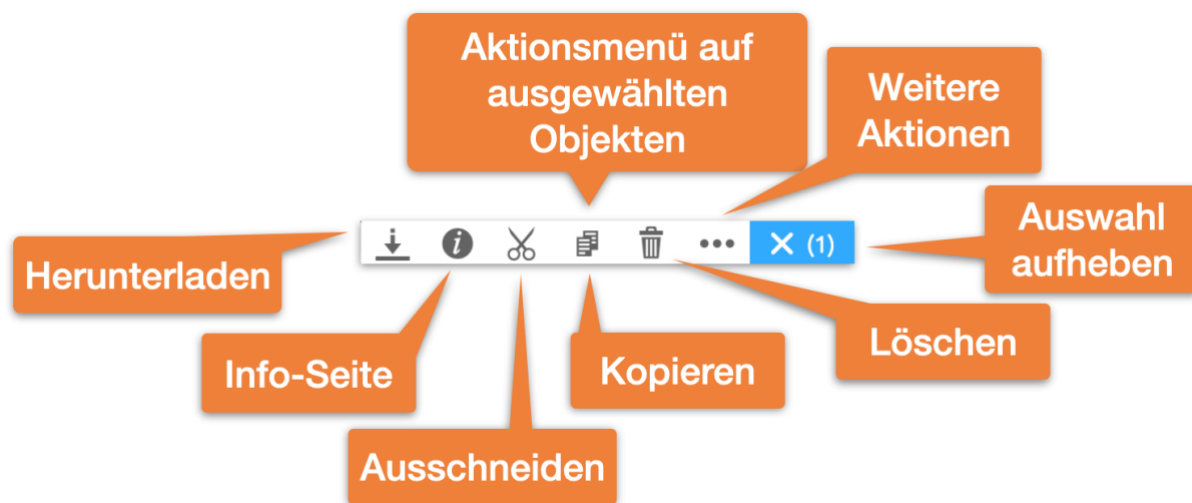 Aktionsmenü auf
ausgewählten
Objekten
Weitere
Aktionen
Auswahl
aufheben
(1)
Herunterladen
Löschen
Info-Seite
Kopieren
Ausschneiden